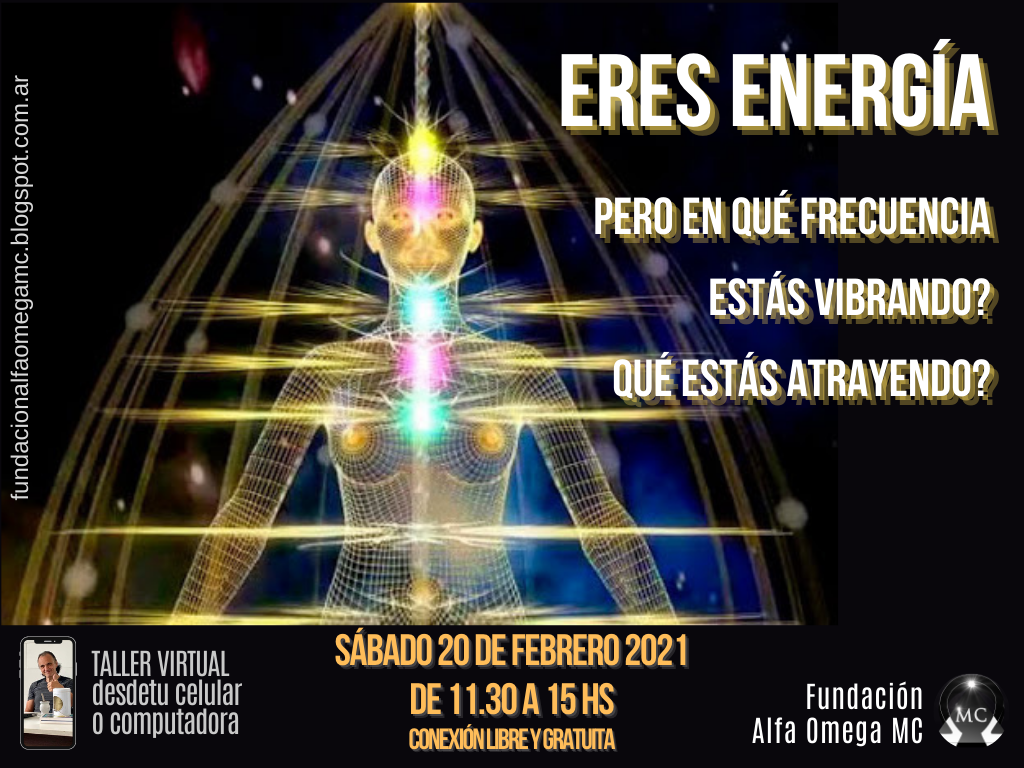 fundacionalfaomegamc.blogspot.com.ar
ERES ENERGÍA
PERO EN QUÉ FRECUENCIA
ESTÁS VIBRANDO?
QUÉ ESTÁS ATRAYENDO?
TALLER VIRTUAL
desdetu celular
o computadora
SÁBADO 20 DE FEBRERO 2021
DE 11.30 A 15 HS
CONEXIÓN LIBRE Y GRATUITA
Fundación
Alfa Omega MC
MC